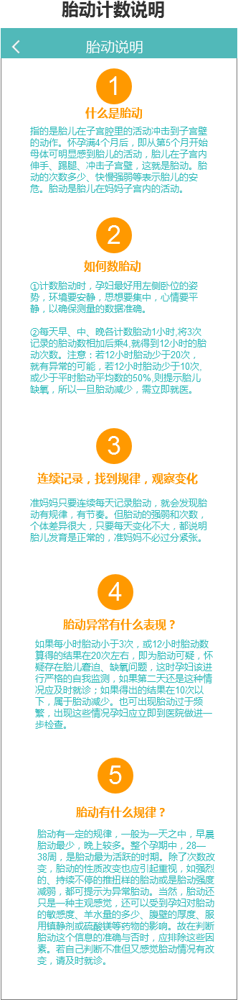 胎动计数说明
胎动说明
1
什么是胎动
指的是胎儿在子宫腔里的活动冲击到子宫壁
的动作。怀孕满4个月后，即从第5个月开始
母体可明显感到胎儿的活动，胎儿在子宫内
伸手、踢腿、冲击子宫壁，这就是胎动。胎
动的次数多少、快慢强弱等表示胎儿的安
危。胎动是胎儿在妈妈子宫内的活动。
2
如何数胎动
①计数胎动时，孕妇最好用左侧卧位的姿
势，环境要安静，思想要集中，心情要平
静，以确保测量的数据准确。
②每天早、中、晚各计数胎动1小时,将3次
记录的胎动数相加后乘4,就得到12小时的胎
动次数。注意：若12小时胎动少于20次，
就有异常的可能，若12小时胎动少于10次,
或少于平时胎动平均数的50%,则提示胎儿
缺氧，所以一旦胎动减少，需立即就医。
3
连续记录，找到规律，观察变化
准妈妈只要连续每天记录胎动，就会发现胎
动有规律，有节奏。但胎动的强弱和次数，
个体差异很大，只要每天变化不大，都说明
胎儿发育是正常的，准妈妈不必过分紧张。
4
胎动异常有什么表现？
如果每小时胎动小于3次，或12小时胎动数
算得的结果在20次左右，即为胎动可疑，怀
疑存在胎儿窘迫、缺氧问题，这时孕妇该进
行严格的自我监测，如果第二天还是这种情
况应及时就诊；如果得出的结果在10次以
下，属于胎动减少。也可出现胎动过于频
繁，出现这些情况孕妇应立即到医院做进一
步检查。
5
胎动有什么规律？
胎动有一定的规律，一般为一天之中，早晨
胎动最少，晚上较多。整个孕期中，28—
38周，是胎动最为活跃的时期。除了次数改
变，胎动的性质改变也应引起重视，如强烈
的、持续不停的推扭样的胎动或是胎动强度
减弱，都可提示为异常胎动。当然，胎动还
只是一种主观感觉，还可以受到孕妇对胎动
的敏感度、羊水量的多少、腹壁的厚度、服
用镇静剂或硫酸镁等药物的影响。故在判断
胎动这个信息的准确与否时，应排除这些因
素。若自己判断不准但又感觉胎动情况有改
变，请及时就诊。